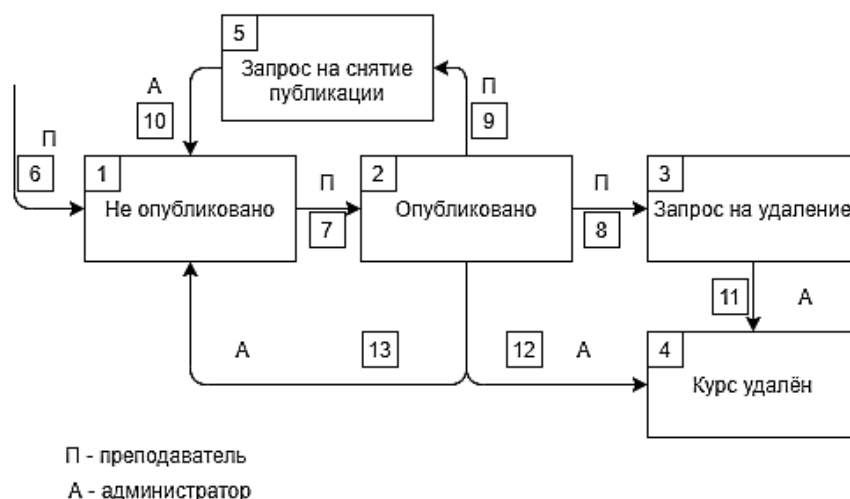 5
Запрос на снятие
публикации
А
10
П
9
П
6
1
Не опубликовано
П
7
2
Опубликовано
П
8
3
Запрос на удаление
11
А
А
13
12
А
4
Курс удалён
П - преподаватель
А - администратор